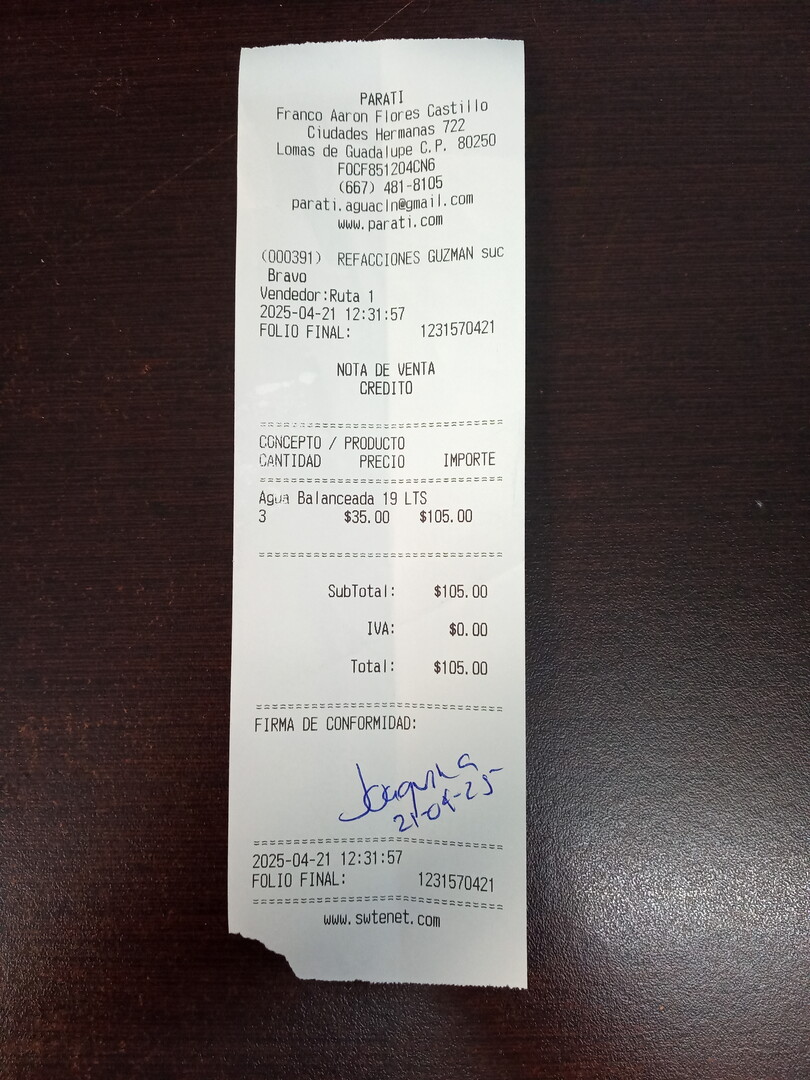 PARATI
Franco Aaron Flores Castillo
Ciudades Hermanas 722
Lomas de Guadalupe C.P. 80250
FOCF851204CN6
(667) 481-8105
parati.aguacln@gmail.com
www.parati.com
(000391) REFACCIONES GUZMAN suc
Bravo
Vendedor:Ruta 1
2025-04-21 12:31:57
FOLIO FINAL: 1231570421
NOTA DE VENTA
CREDITO
================================
CONCEPTO / PRODUCTO
CANTIDAD PRECIO IMPORTE
================================
Agua Balanceada 19 LTS
3 $35.00 $105.00
================================
SubTotal: $105.00
IVA: $0.00
Total: $105.00
================================
FIRMA DE CONFORMIDAD:
Joaquina
21-04-25
================================
2025-04-21 12:31:57
FOLIO FINAL: 1231570421
================================
www.swtenet.com